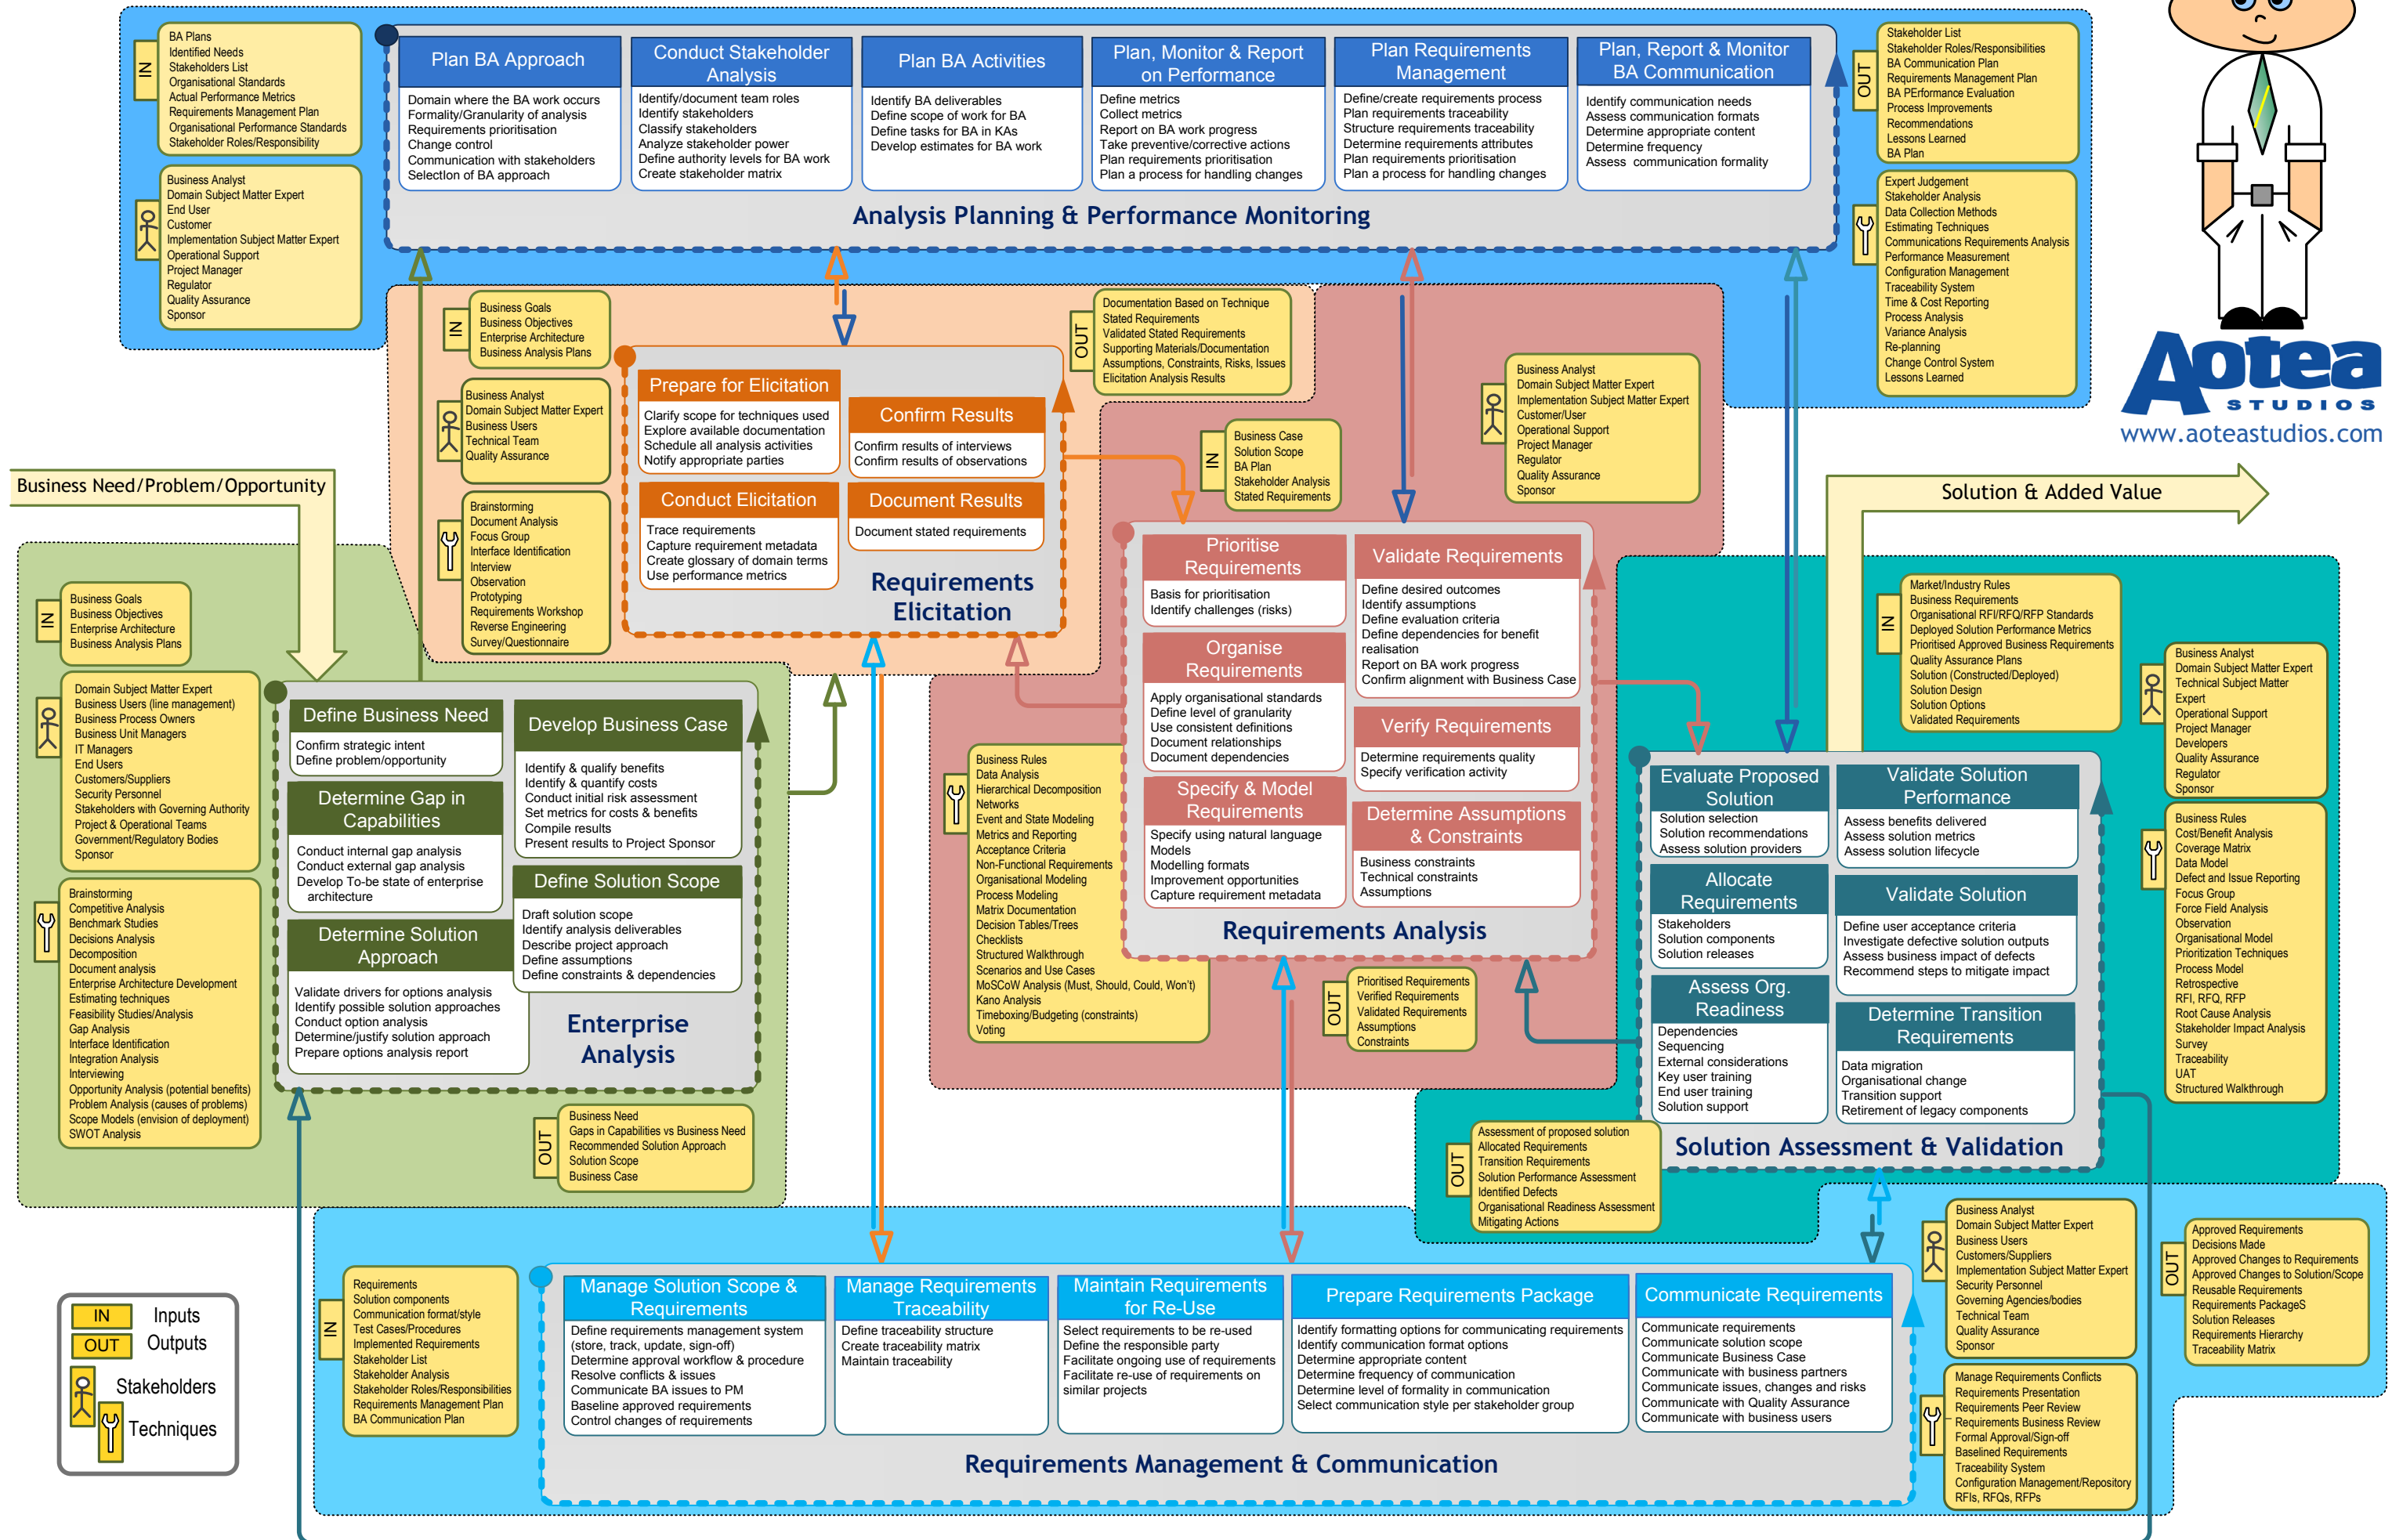 IN
BA Plans
Identified Needs
Stakeholders List
Organisational Standards
Actual Performance Metrics
Requirements Management Plan
Organisational Performance Standards
Stakeholder Roles/Responsibility
Business Analyst
Domain Subject Matter Expert
End User
Customer
Implementation Subject Matter Expert
Operational Support
Project Manager
Regulator
Quality Assurance
Sponsor
Plan BA Approach
Domain where the BA work occurs
Formality/Granularity of analysis
Requirements prioritisation
Change control
Communication with stakeholders
SelectIon of BA approach
Conduct Stakeholder
Analysis
Identify/document team roles
Identify stakeholders
Classify stakeholders
Analyze stakeholder power
Define authority levels for BA work
Create stakeholder matrix
Plan BA Activities
Identify BA deliverables
Define scope of work for BA
Define tasks for BA in KAs
Develop estimates for BA work
Plan, Monitor & Report
on Performance
Define metrics
Collect metrics
Report on BA work progress
Take preventive/corrective actions
Plan requirements prioritisation
Plan a process for handling changes
Plan Requirements
Management
Define/create requirements process
Plan requirements traceability
Structure requirements traceability
Determine requirements attributes
Plan requirements prioritisation
Plan a process for handling changes
Plan, Report & Monitor
BA Communication
Identify communication needs
Assess communication formats
Determine appropriate content
Determine frequency
Assess communication formality
Analysis Planning & Performance Monitoring
OUT
Stakeholder List
Stakeholder Roles/Responsibilities
BA Communication Plan
Requirements Management Plan
BA PErformance Evaluation
Process Improvements
Recommendations
Lessons Learned
BA Plan
Expert Judgement
Stakeholder Analysis
Data Collection Methods
Estimating Techniques
Communications Requirements Analysis
Performance Measurement
Configuration Management
Traceability System
Time & Cost Reporting
Process Analysis
Variance Analysis
Re-planning
Change Control System
Lessons Learned
Aotea
STUDIOS
www.aoteastudios.com
IN
Business Goals
Business Objectives
Enterprise Architecture
Business Analysis Plans
Business Analyst
Domain Subject Matter Expert
Business Users
Technical Team
Quality Assurance
Brainstorming
Document Analysis
Focus Group
Interface Identification
Interview
Observation
Prototyping
Requirements Workshop
Reverse Engineering
Survey/Questionnaire
OUT
Documentation Based on Technique
Stated Requirements
Validated Stated Requirements
Supporting Materials/Documentation
Assumptions, Constraints, Risks, Issues
Elicitation Analysis Results
Prepare for Elicitation
Clarify scope for techniques used
Explore available documentation
Schedule all analysis activities
Notify appropriate parties
Confirm Results
Confirm results of interviews
Confirm results of observations
Conduct Elicitation
Trace requirements
Capture requirement metadata
Create glossary of domain terms
Use performance metrics
Document Results
Document stated requirements
Requirements
Elicitation
Business Need/Problem/Opportunity
Solution & Added Value
IN
Business Case
Solution Scope
BA Plan
Stakeholder Analysis
Stated Requirements
Business Analyst
Domain Subject Matter Expert
Implementation Subject Matter Expert
Customer/User
Operational Support
Project Manager
Regulator
Quality Assurance
Sponsor
Prioritise
Requirements
Basis for prioritisation
Identify challenges (risks)
Organise
Requirements
Apply organisational standards
Define level of granularity
Use consistent definitions
Document relationships
Document dependencies
Specify & Model
Requirements
Specify using natural language
Models
Modelling formats
Improvement opportunities
Capture requirement metadata
Validate Requirements
Define desired outcomes
Identify assumptions
Define evaluation criteria
Define dependencies for benefit
realisation
Report on BA work progress
Confirm alignment with Business Case
Verify Requirements
Determine requirements quality
Specify verification activity
Determine Assumptions
& Constraints
Business constraints
Technical constraints
Assumptions
Requirements Analysis
Business Rules
Data Analysis
Hierarchical Decomposition
Networks
Event and State Modeling
Metrics and Reporting
Acceptance Criteria
Non-Functional Requirements
Organisational Modeling
Process Modeling
Matrix Documentation
Decision Tables/Trees
Checklists
Structured Walkthrough
Scenarios and Use Cases
MoSCoW Analysis (Must, Should, Could, Won't)
Kano Analysis
Timeboxing/Budgeting (constraints)
Voting
OUT
Prioritised Requirements
Verified Requirements
Validated Requirements
Assumptions
Constraints
IN
Business Goals
Business Objectives
Enterprise Architecture
Business Analysis Plans
Domain Subject Matter Expert
Business Users (line management)
Business Process Owners
Business Unit Managers
IT Managers
End Users
Customers/Suppliers
Security Personnel
Stakeholders with Governing Authority
Project & Operational Teams
Government/Regulatory Bodies
Sponsor
Brainstorming
Competitive Analysis
Benchmark Studies
Decisions Analysis
Decomposition
Document analysis
Enterprise Architecture Development
Estimating techniques
Feasibility Studies/Analysis
Gap Analysis
Interface Identification
Integration Analysis
Interviewing
Opportunity Analysis (potential benefits)
Problem Analysis (causes of problems)
Scope Models (envision of deployment)
SWOT Analysis
Define Business Need
Confirm strategic intent
Define problem/opportunity
Determine Gap in
Capabilities
Conduct internal gap analysis
Conduct external gap analysis
Develop To-be state of enterprise
architecture
Determine Solution
Approach
Validate drivers for options analysis
Identify possible solution approaches
Conduct option analysis
Determine/justify solution approach
Prepare options analysis report
Develop Business Case
Identify & qualify benefits
Identify & quantify costs
Conduct initial risk assessment
Set metrics for costs & benefits
Compile results
Present results to Project Sponsor
Define Solution Scope
Draft solution scope
Identify analysis deliverables
Describe project approach
Define assumptions
Define constraints & dependencies
Enterprise
Analysis
OUT
Business Need
Gaps in Capabilities vs Business Need
Recommended Solution Approach
Solution Scope
Business Case
IN
Market/Industry Rules
Business Requirements
Organisational RFI/RFQ/RFP Standards
Deployed Solution Performance Metrics
Prioritised Approved Business Requirements
Quality Assurance Plans
Solution (Constructed/Deployed)
Solution Design
Solution Options
Validated Requirements
Business Analyst
Domain Subject Matter Expert
Technical Subject Matter
Expert
Operational Support
Project Manager
Developers
Quality Assurance
Regulator
Sponsor
Business Rules
Cost/Benefit Analysis
Coverage Matrix
Data Model
Defect and Issue Reporting
Focus Group
Force Field Analysis
Observation
Organisational Model
Prioritization Techniques
Process Model
Retrospective
RFI, RFQ, RFP
Root Cause Analysis
Stakeholder Impact Analysis
Survey
Traceability
UAT
Structured Walkthrough
Evaluate Proposed
Solution
Solution selection
Solution recommendations
Assess solution providers
Allocate
Requirements
Stakeholders
Solution components
Solution releases
Assess Org.
Readiness
Dependencies
Sequencing
External considerations
Key user training
End user training
Solution support
Validate Solution
Performance
Assess benefits delivered
Assess solution metrics
Assess solution lifecycle
Validate Solution
Define user acceptance criteria
Investigate defective solution outputs
Assess business impact of defects
Recommend steps to mitigate impact
Determine Transition
Requirements
Data migration
Organisational change
Transition support
Retirement of legacy components
Solution Assessment & Validation
OUT
Assessment of proposed solution
Allocated Requirements
Transition Requirements
Solution Performance Assessment
Identified Defects
Organisational Readiness Assessment
Mitigating Actions
IN
Inputs
OUT
Outputs
Stakeholders
Techniques
IN
Requirements
Solution components
Communication format/style
Test Cases/Procedures
Implemented Requirements
Stakeholder List
Stakeholder Analysis
Stakeholder Roles/Responsibilities
Requirements Management Plan
BA Communication Plan
Manage Solution Scope &
Requirements
Define requirements management system
(store, track, update, sign-off)
Determine approval workflow & procedure
Resolve conflicts & issues
Communicate BA issues to PM
Baseline approved requirements
Control changes of requirements
Manage Requirements
Traceability
Define traceability structure
Create traceability matrix
Maintain traceability
Maintain Requirements
for Re-Use
Select requirements to be re-used
Define the responsible party
Facilitate ongoing use of requirements
Facilitate re-use of requirements on
similar projects
Prepare Requirements Package
Identify formatting options for communicating requirements
Identify communication format options
Determine appropriate content
Determine frequency of communication
Determine level of formality in communication
Select communication style per stakeholder group
Communicate Requirements
Communicate requirements
Communicate solution scope
Communicate Business Case
Communicate with business partners
Communicate issues, changes and risks
Communicate with Quality Assurance
Communicate with business users
Requirements Management & Communication
Business Analyst
Domain Subject Matter Expert
Business Users
Customers/Suppliers
Implementation Subject Matter Expert
Security Personnel
Governing Agencies/bodies
Technical Team
Quality Assurance
Sponsor
Manage Requirements Conflicts
Requirements Presentation
Requirements Peer Review
Requirements Business Review
Formal Approval/Sign-off
Baselined Requirements
Traceability System
Configuration Management/Repository
RFIs, RFQs, RFPs
OUT
Approved Requirements
Decisions Made
Approved Changes to Requirements
Approved Changes to Solution/Scope
Reusable Requirements
Requirements PackageS
Solution Releases
Requirements Hierarchy
Traceability Matrix